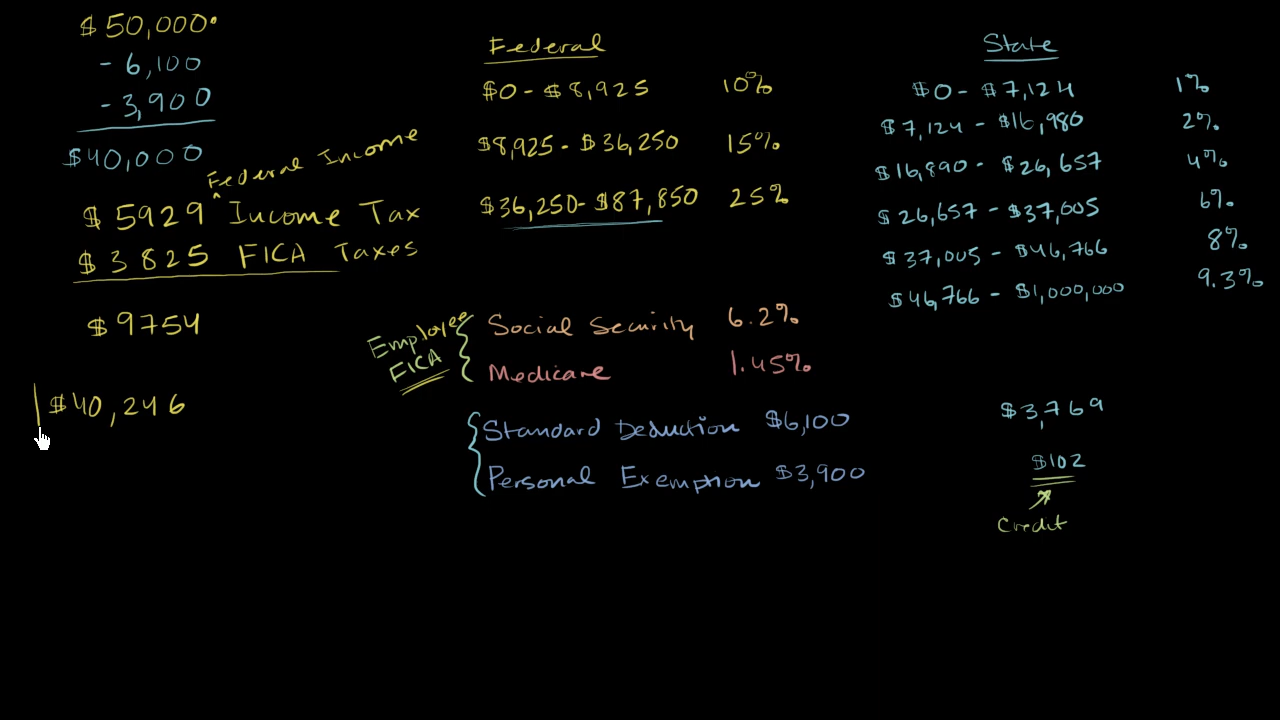 $50,000
- 6,100
- 3,900
$40,000
Federal Income
$5929 ^ Income Tax
$3825 FICA Taxes
$9754
$40,246
Federal
$0 - $8,925 10%
$8,925 - $36,250 15%
$36,250 - $87,850 25%
Employee
FICA
Social Security 6.2%
Medicare 1.45%
Standard Deduction $6,100
Personal Exemption $3,900
State
$0 - $7,124 1%
$7,124 - $16,980 2%
$16,890 - $26,657 4%
$26,657 - $37,005 6%
$37,005 - $46,766 8%
$46,766 - $1,000,000 9.3%
$3,769
$102
Credit